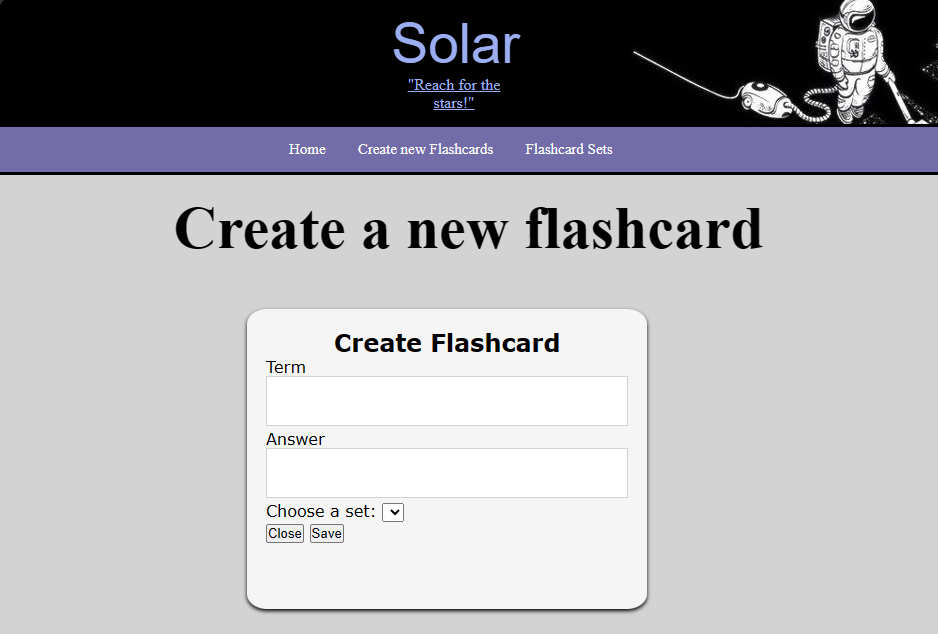 Solar
"Reach for the
stars!"
Home Create new Flashcards Flashcard Sets
Create a new flashcard
Create Flashcard
Term
Answer
Choose a set:
Close Save